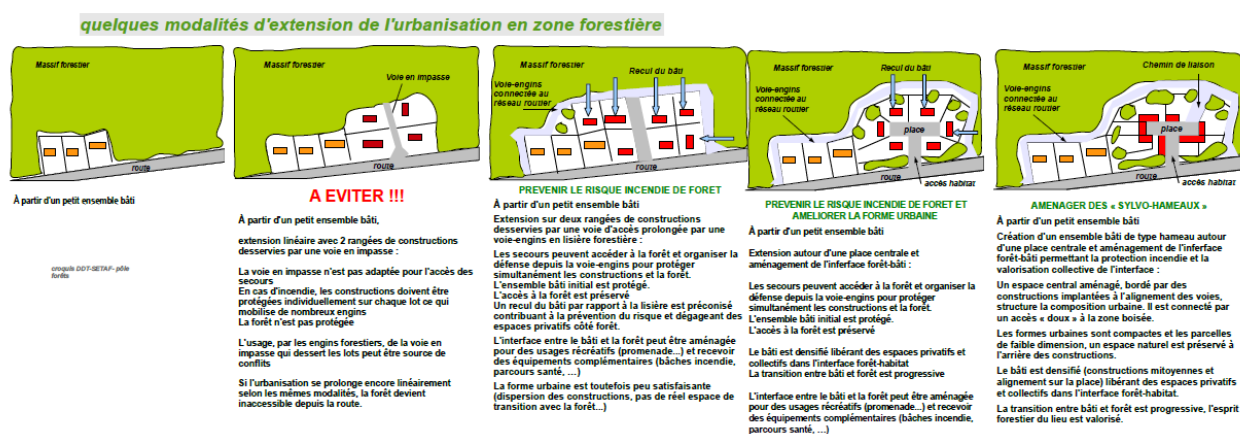 quelques modalités d'extension de l'urbanisation en zone forestière
Massif forestier
route
À partir d'un petit ensemble bâti
croquis DDT-SETAF- pôle
forêts
Massif forestier
Voie en impasse
route
A EVITER !!!
À partir d'un petit ensemble bâti,
extension linéaire avec 2 rangées de constructions
desservies par une voie en impasse :
La voie en impasse n'est pas adaptée pour l'accès des
secours
En cas d'incendie, les constructions doivent être
protégées individuellement sur chaque lot ce qui
mobilise de nombreux engins
La forêt n'est pas protégée
L'usage, par les engins forestiers, de la voie en
impasse qui dessert les lots peut être source de
conflits
Si l'urbanisation se prolonge encore linéairement
selon les mêmes modalités, la forêt devient
inaccessible depuis la route.
Massif forestier
Recul du bâti
Voie-engins
connectée au
réseau routier
route
PREVENIR LE RISQUE INCENDIE DE FORET
À partir d'un petit ensemble bâti
Extension sur deux rangées de constructions
desservies par une voie d'accès prolongée par une
voie-engins en lisière forestière :
Les secours peuvent accéder à la forêt et organiser la
défense depuis la voie-engins pour protéger
simultanément les constructions et la forêt.
L'ensemble bâti initial est protégé.
L'accès à la forêt est préservé
Un recul du bâti par rapport à la lisière est préconisé
contribuant à la prévention du risque et dégageant des
espaces privatifs côté forêt.
L'interface entre le bâti et la forêt peut être aménagée
pour des usages récréatifs (promenade...) et recevoir
des équipements complémentaires (bâches incendie,
parcours santé, …)
La forme urbaine est toutefois peu satisfaisante
(dispersion des constructions, pas de réel espace de
transition avec la forêt...)
Massif forestier
Recul du bâti
Voie-engins
connectée au
réseau routier
place
route
accès habitat
PREVENIR LE RISQUE INCENDIE DE FORET ET
AMELIORER LA FORME URBAINE
À partir d'un petit ensemble bâti
Extension autour d'une place centrale et
aménagement de l'inferface forêt-bâti :
Les secours peuvent accéder à la forêt et organiser la
défense depuis la voie-engins pour protéger
simultanément les constructions et la forêt.
L'ensemble bâti initial est protégé.
L'accès à la forêt est préservé
Le bâti est densifié libérant des espaces privatifs et
collectifs dans l'interface forêt-habitat
La transition entre bâti et forêt est progressive
L'interface entre le bâti et la forêt peut être aménagée
pour des usages récréatifs (promenade...) et recevoir
des équipements complémentaires (bâches incendie,
parcours santé, …)
Massif forestier
Chemin de liaison
Voie-engins
connectée au
réseau routier
place
route
accès habitat
AMENAGER DES « SYLVO-HAMEAUX »
À partir d'un petit ensemble bâti
Création d'un ensemble bâti de type hameau autour
d'une place centrale et aménagement de l'inferface
forêt-bâti permettant la protection incendie et la
valorisation collective de l'interface :
Un espace central aménagé, bordé par des
constructions implantées à l'alignement des voies,
structure la composition urbaine. Il est connecté par
un accès « doux » à la zone boisée.
Les formes urbaines sont compactes et les parcelles
de faible dimension, un espace naturel est préservé à
l'arrière des constructions.
Le bâti est densifié (constructions mitoyennes et
alignement sur la place) libérant des espaces privatifs
et collectifs dans l'interface forêt-habitat.
La transition entre bâti et forêt est progressive, l'esprit
forestier du lieu est valorisé.